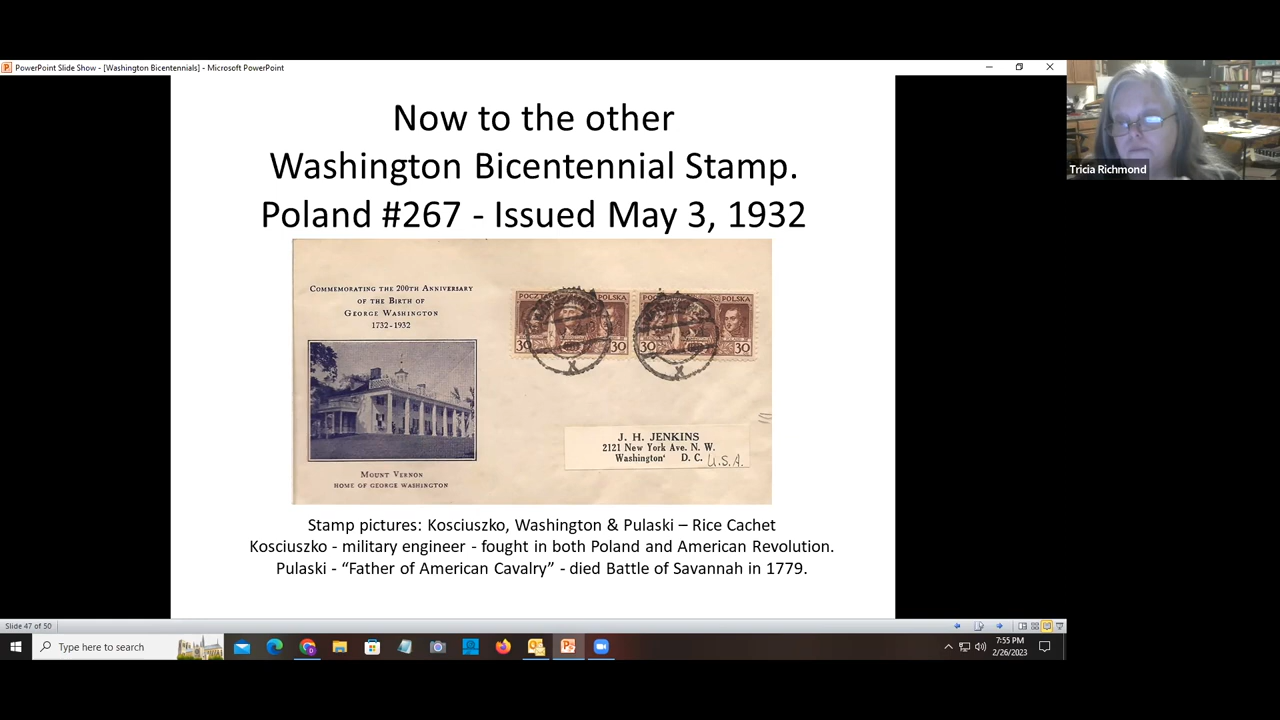 PowerPoint Slide Show - [Washington Bicentennials] - Microsoft PowerPoint
Now to the other
Washington Bicentennial Stamp.
Poland #267 - Issued May 3, 1932
COMMEMORATING THE 200TH ANNIVERSARY
OF THE BIRTH OF
GEORGE WASHINGTON
1732-1932
POLSKA
POLSKA
30 30
30 30
X
X
J. H. JENKINS
2121 New York Ave. N. W.
Washington D. C. U.S.A.
MOUNT VERNON
HOME OF GEORGE WASHINGTON
Stamp pictures: Kosciuszko, Washington & Pulaski – Rice Cachet
Kosciuszko - military engineer - fought in both Poland and American Revolution.
Pulaski - “Father of American Cavalry” - died Battle of Savannah in 1779.
Tricia Richmond
Slide 47 of 50
Type here to search
7:55 PM
2/26/2023